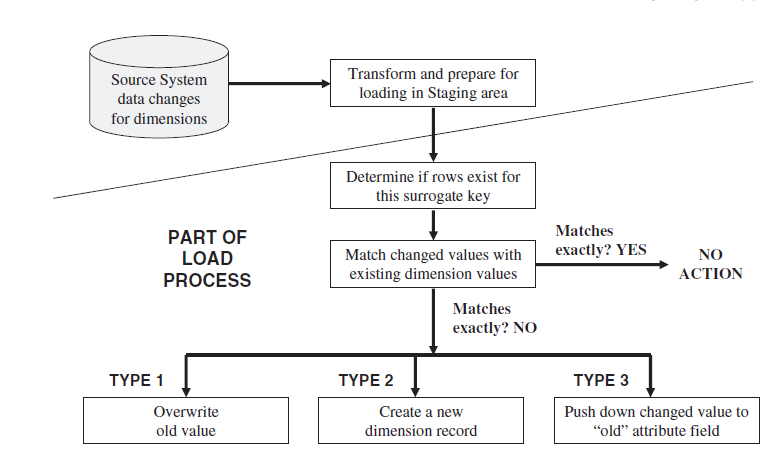 Source System
data changes
for dimensions
Transform and prepare for
loading in Staging area
Determine if rows exist for
this surrogate key
PART OF
LOAD
PROCESS
Match changed values with
existing dimension values
Matches
exactly? YES
NO
ACTION
Matches
exactly? NO
TYPE 1
Overwrite
old value
TYPE 2
Create a new
dimension record
TYPE 3
Push down changed value to
“old” attribute field